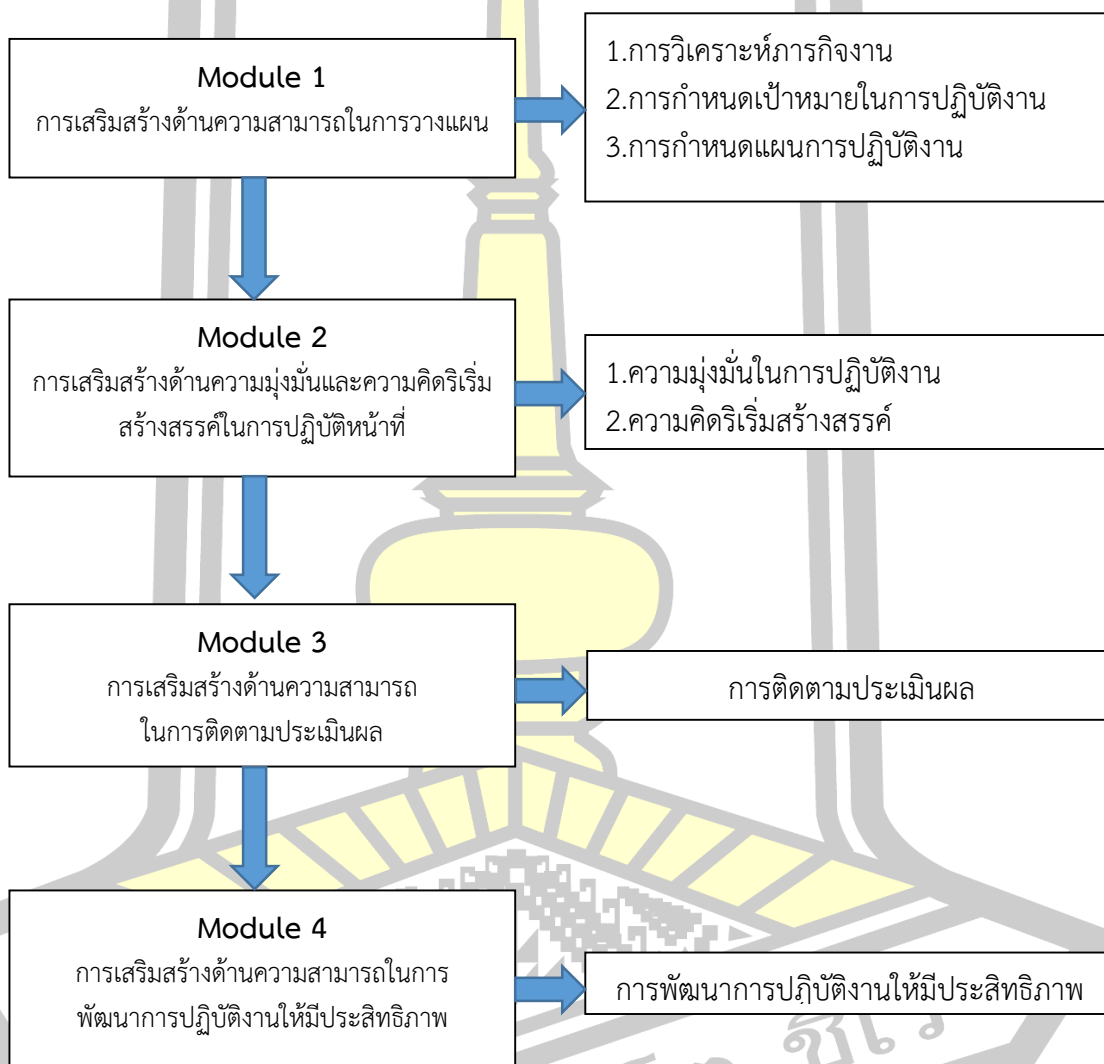 Module 1
การเสริมสร้างด้านความสามารถในการวางแผน
1.การวิเคราะห์ภารกิจงาน
2.การกำหนดเป้าหมายในการปฏิบัติงาน
3.การกำหนดแผนการปฏิบัติงาน
Module 2
การเสริมสร้างด้านความมุ่งมั่นและความคิดริเริ่ม
สร้างสรรค์ในการปฏิบัติหน้าที่
1.ความมุ่งมั่นในการปฏิบัติงาน
2.ความคิดริเริ่มสร้างสรรค์
Module 3
การเสริมสร้างด้านความสามารถ
ในการติดตามประเมินผล
การติดตามประเมินผล
Module 4
การเสริมสร้างด้านความสามารถในการ
พัฒนาการปฏิบัติงานให้มีประสิทธิภาพ
การพัฒนาการปฏิบัติงานให้มีประสิทธิภาพ